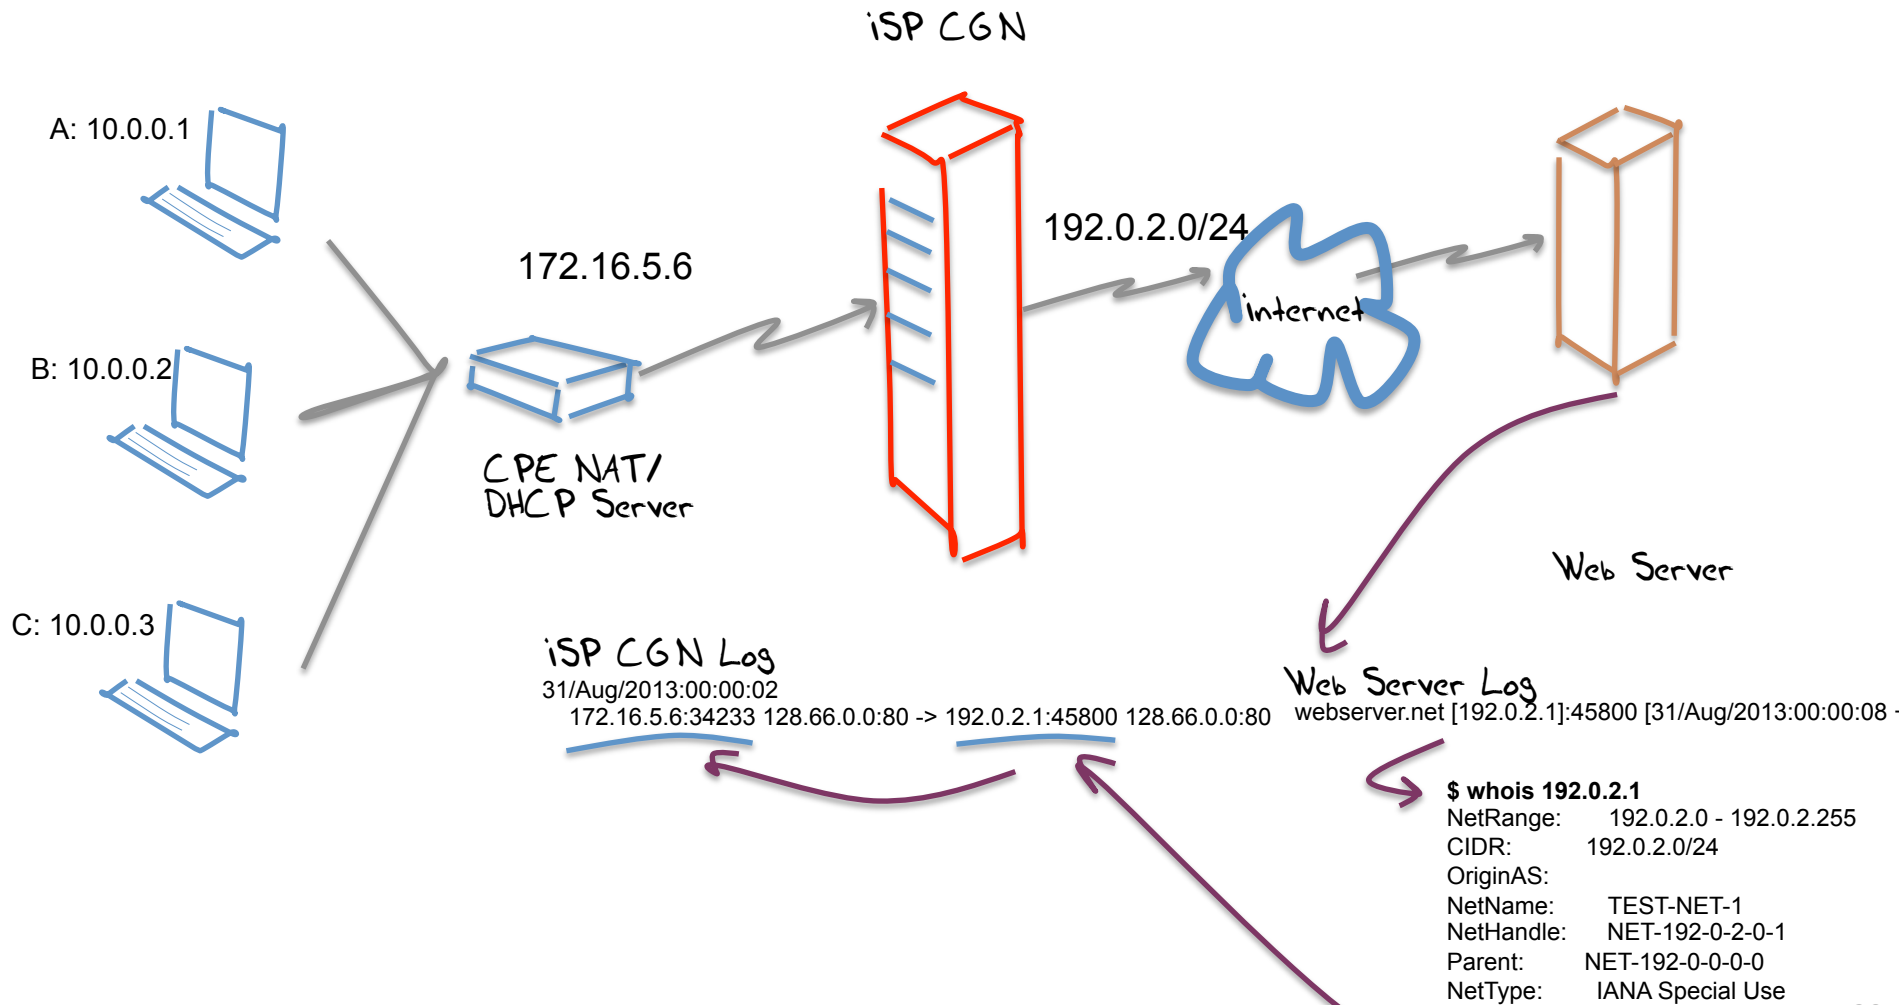 iSP CGN
A: 10.0.0.1
192.0.2.0/24
172.16.5.6
internet
B: 10.0.0.2
CPE NAT/
DHCP Server
Web Server
C: 10.0.0.3
iSP CGN Log
31/Aug/2013:00:00:02
172.16.5.6:34233 128.66.0.0:80 -> 192.0.2.1:45800 128.66.0.0:80
Web Server Log
webserver.net [192.0.2.1]:45800 [31/Aug/2013:00:00:08 -
$ whois 192.0.2.1
NetRange: 192.0.2.0 - 192.0.2.255
CIDR: 192.0.2.0/24
OriginAS:
NetName: TEST-NET-1
NetHandle: NET-192-0-2-0-1
Parent: NET-192-0-0-0-0
NetType: IANA Special Use